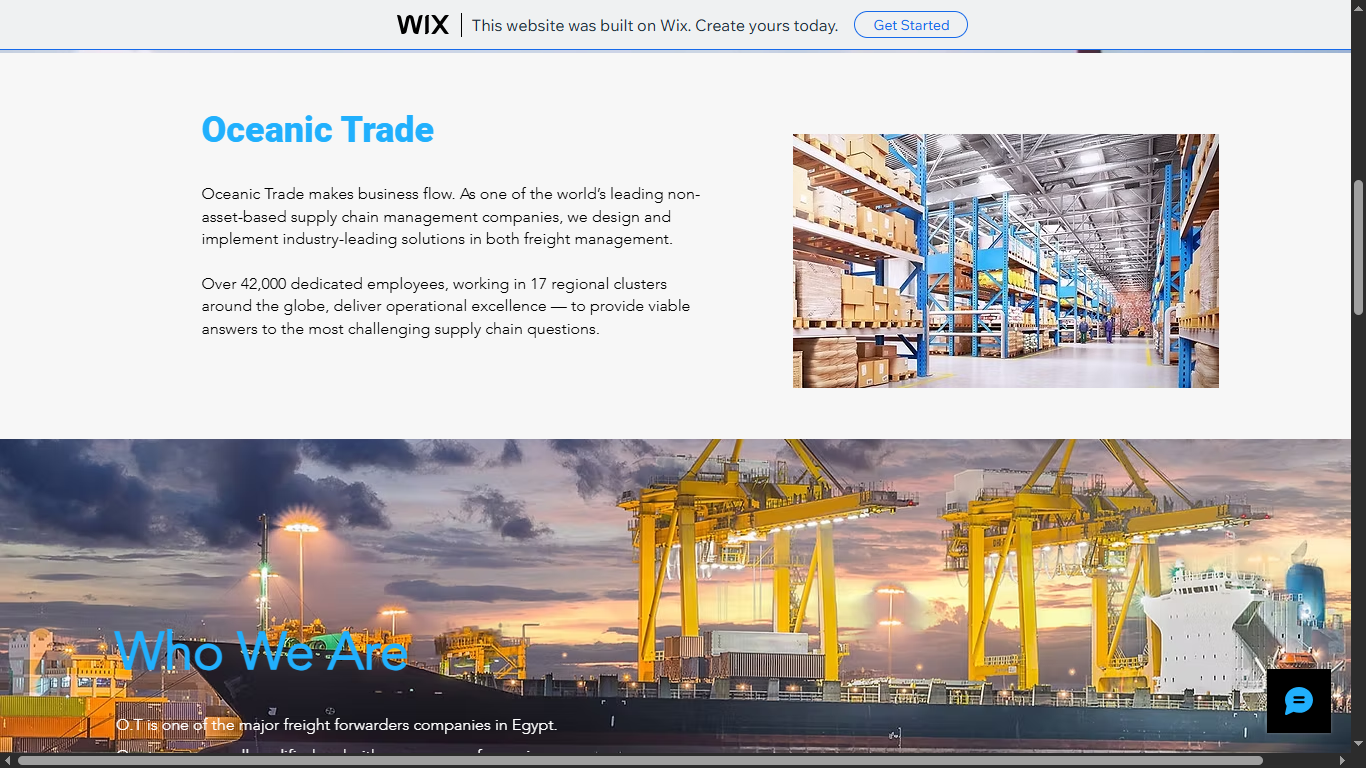 WIX
This website was built on Wix. Create yours today.
Get Started
Oceanic Trade
Oceanic Trade makes business flow. As one of the world’s leading non-
asset-based supply chain management companies, we design and
implement industry-leading solutions in both freight management.
Over 42,000 dedicated employees, working in 17 regional clusters
around the globe, deliver operational excellence — to provide viable
answers to the most challenging supply chain questions.
Who We Are
O.T is one of the major freight forwarders companies in Egypt.